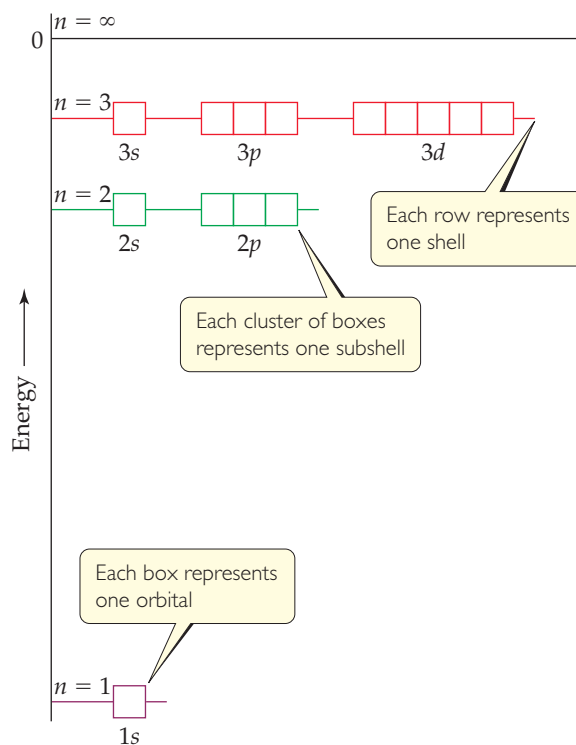 n = ∞
0
n = 3
3s
3p
3d
n = 2
2s
2p
Each row represents
one shell
Each cluster of boxes
represents one subshell
Energy
Each box represents
one orbital
n = 1
1s